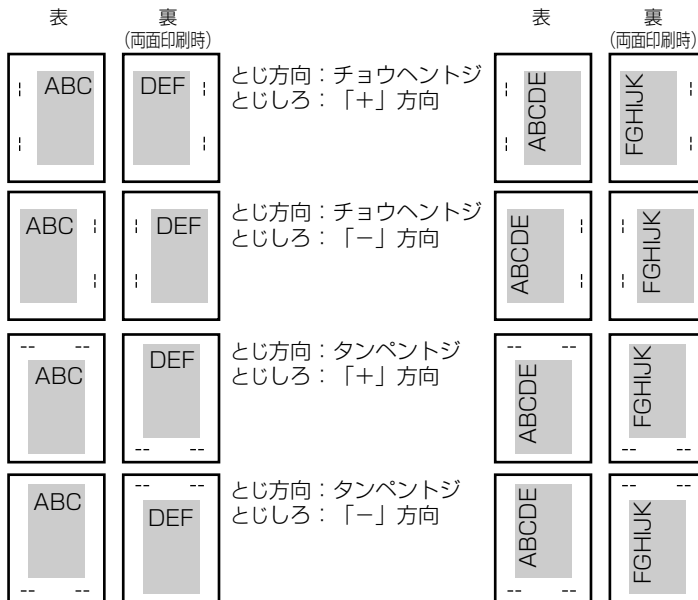 表 裏 表 裏
(両面印刷時) (両面印刷時)
ABC DEF とじ方向：チョウヘントジ ABCDE FGHIJK
とじしろ：「＋」方向
ABC DEF とじ方向：チョウヘントジ ABCDE FGHIJK
とじしろ：「－」方向
ABC DEF とじ方向：タンペントジ ABCDE FGHIJK
とじしろ：「＋」方向
ABC DEF とじ方向：タンペントジ ABCDE FGHIJK
とじしろ：「－」方向